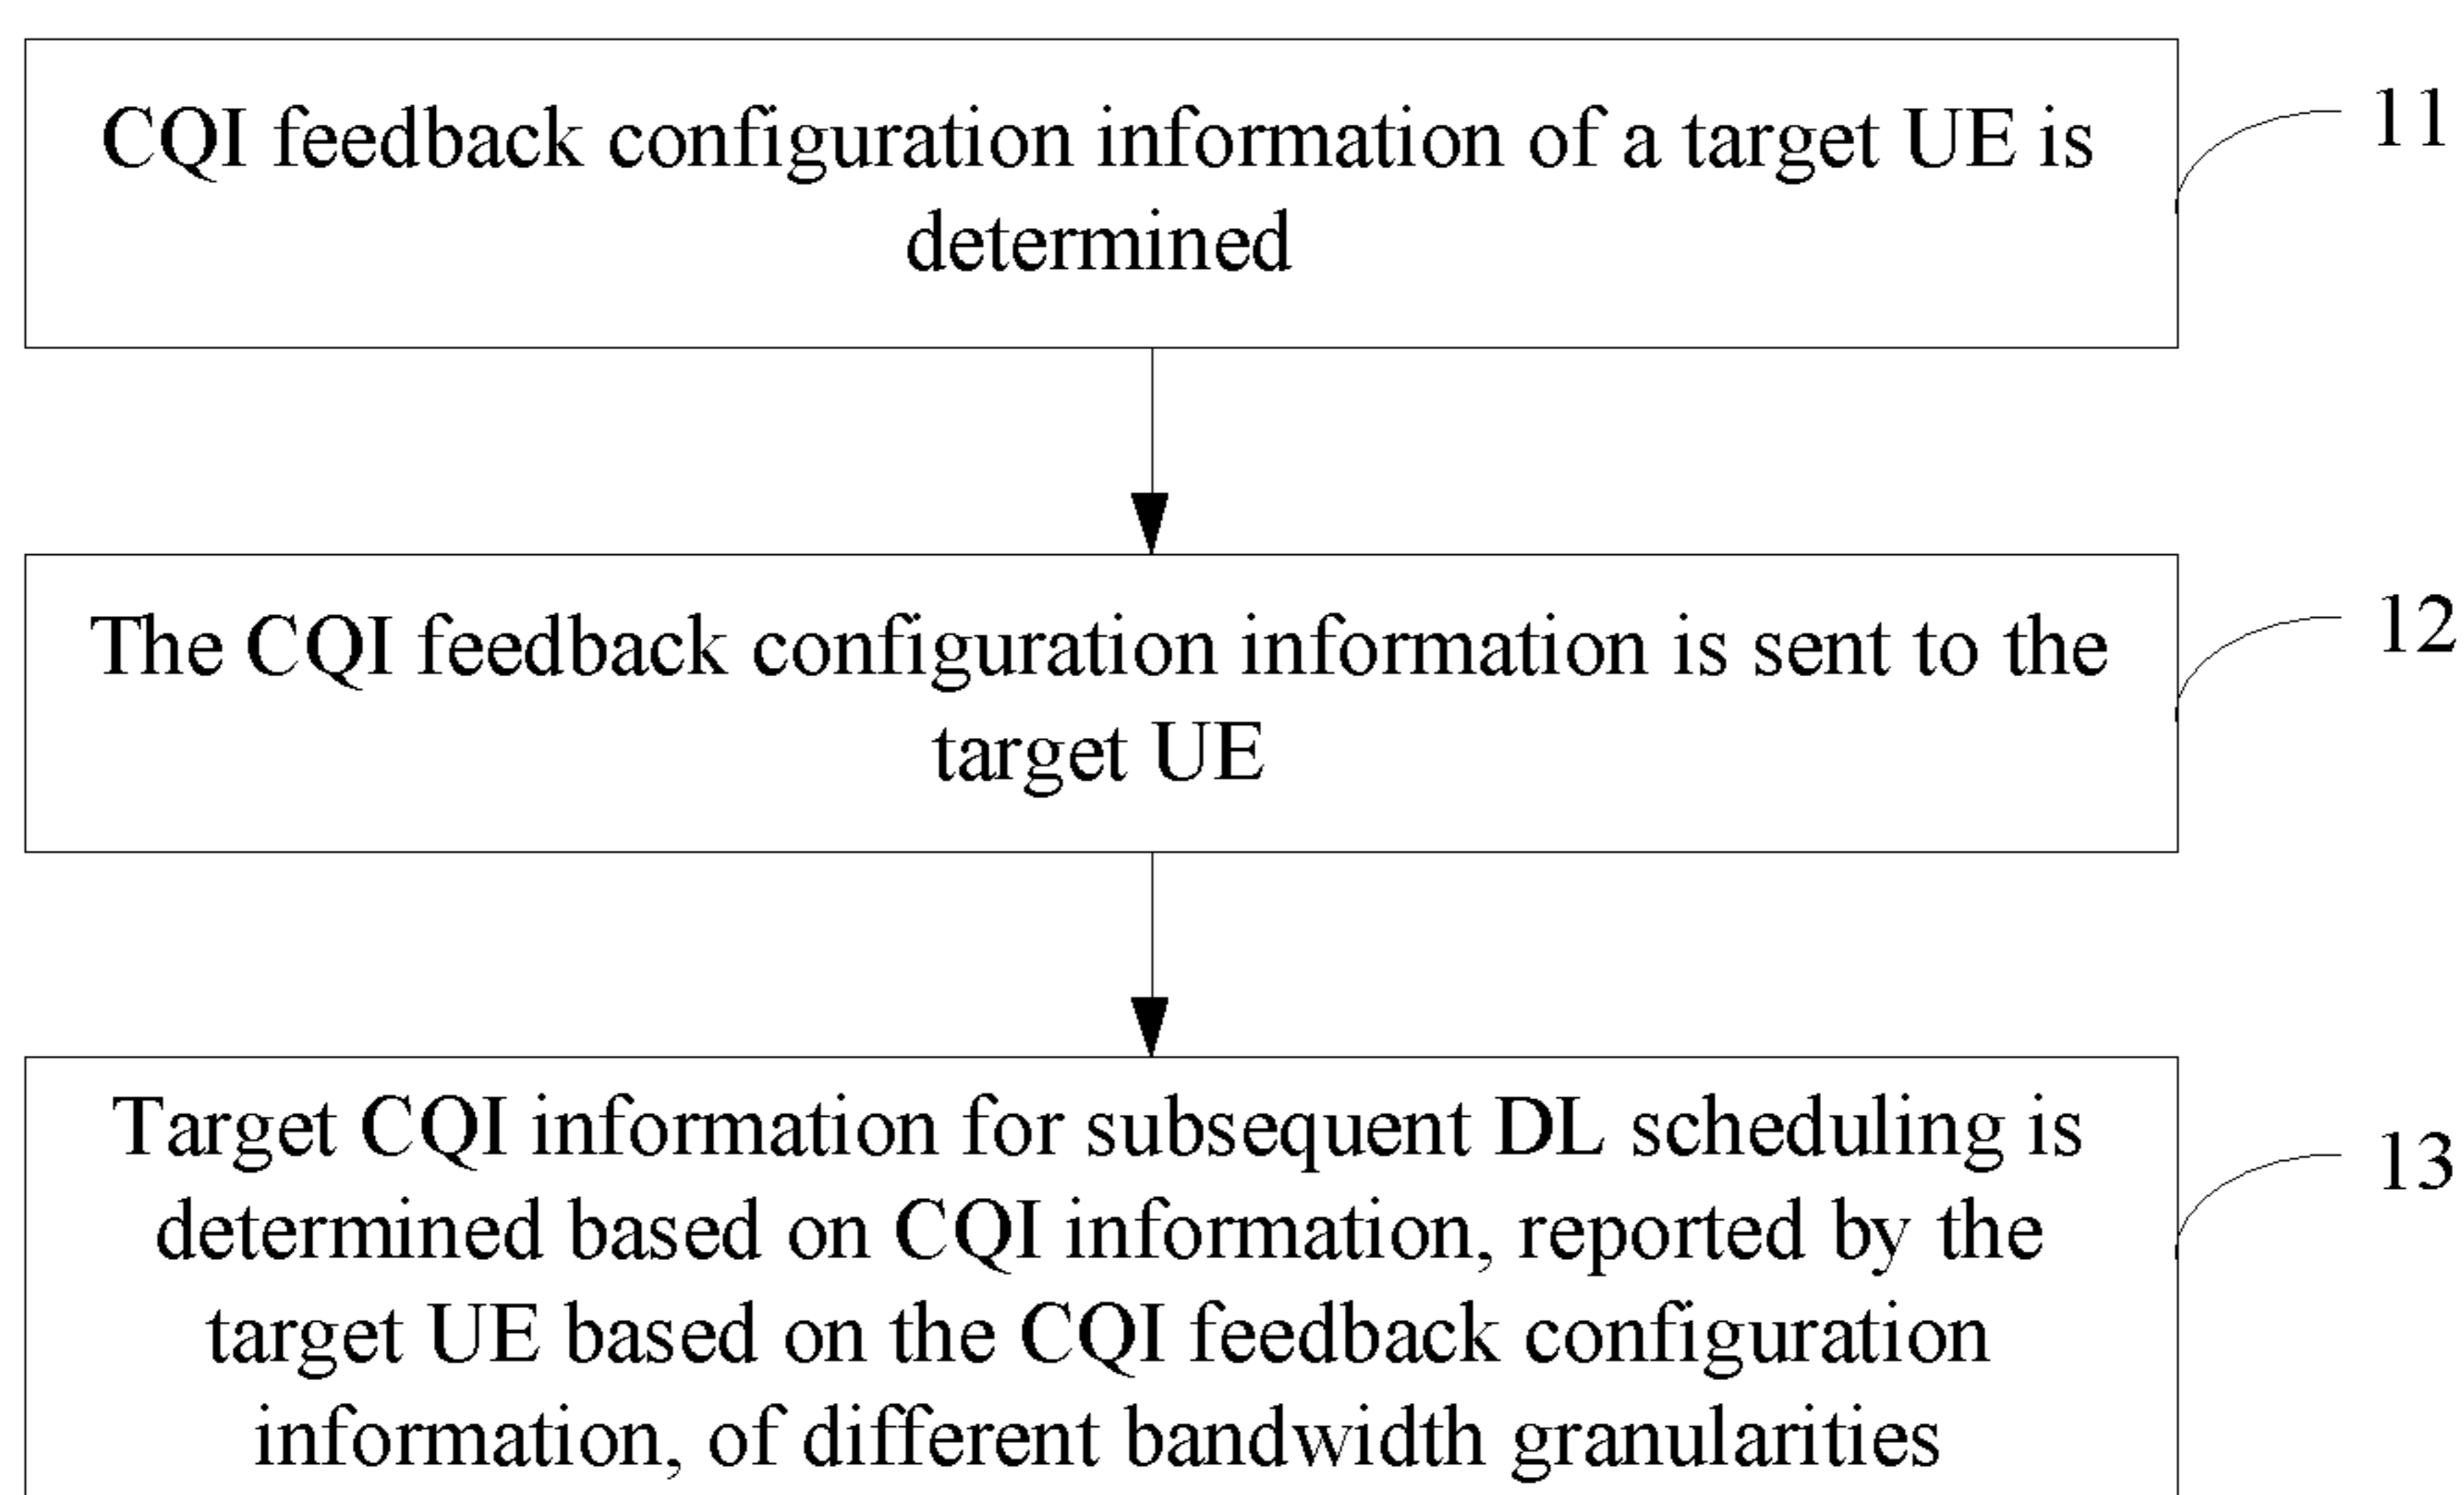 CQI feedback configuration information of a target UE is
determined
11
The CQI feedback configuration information is sent to the
target UE
12
Target CQI information for subsequent DL scheduling is
determined based on CQI information, reported by the
target UE based on the CQI feedback configuration
information, of different bandwidth granularities
13